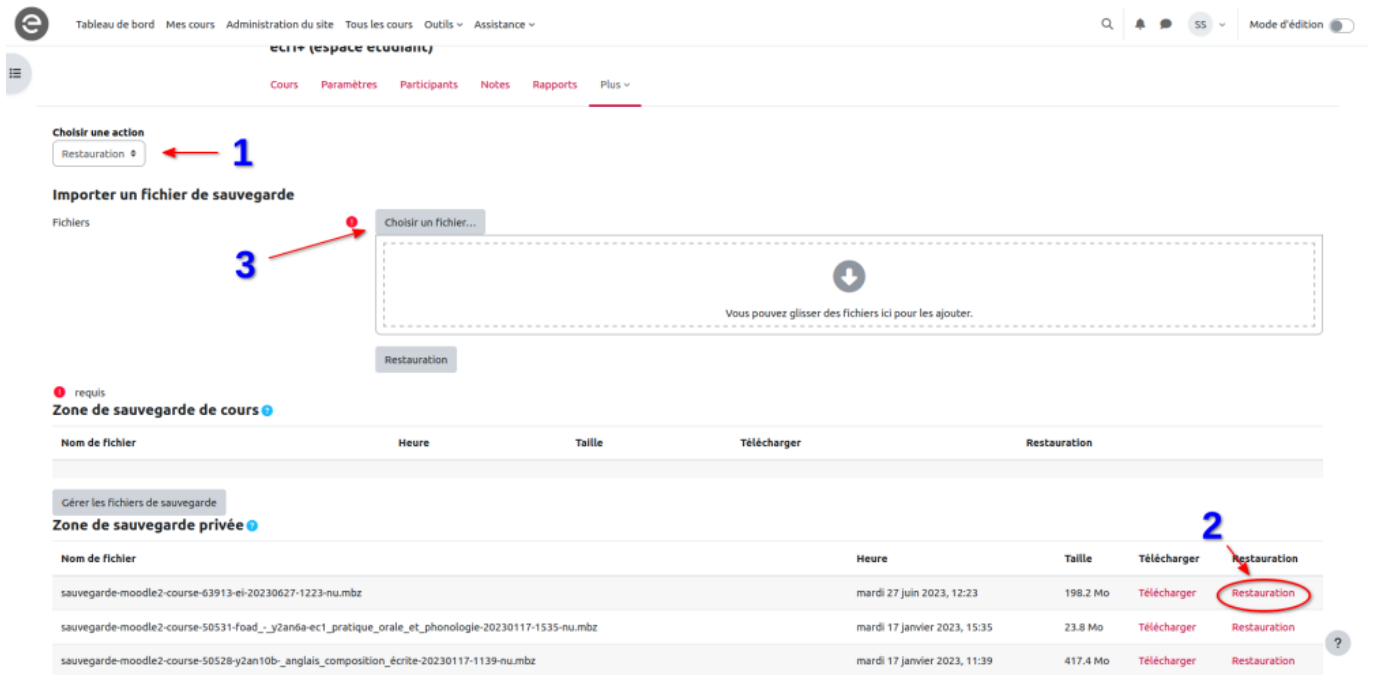 e Tableau de bord Mes cours Administration du site Tous les cours Outils Assistance SS Mode d'édition
ecri+ (espace étudiant)
Cours Paramètres Participants Notes Rapports Plus
Choisir une action
Restauration 1
Importer un fichier de sauvegarde
Fichiers Choisir un fichier...
3
Vous pouvez glisser des fichiers ici pour les ajouter.
Restauration
requis
Zone de sauvegarde de cours ?
Nom de fichier Heure Taille Télécharger Restauration
Gérer les fichiers de sauvegarde
Zone de sauvegarde privée ?
2
Nom de fichier Heure Taille Télécharger Restauration
sauvegarde-moodle2-course-63913-ei-20230627-1223-nu.mbz mardi 27 juin 2023, 12:23 198.2 Mo Télécharger Restauration
sauvegarde-moodle2-course-50531-foad_-_y2an6a-ec1_pratique_orale_et_phonologie-20230117-1535-nu.mbz mardi 17 janvier 2023, 15:35 23.8 Mo Télécharger Restauration
?
sauvegarde-moodle2-course-50528-y2an10b-_anglais_composition_écrite-20230117-1139-nu.mbz mardi 17 janvier 2023, 11:39 417.4 Mo Télécharger Restauration